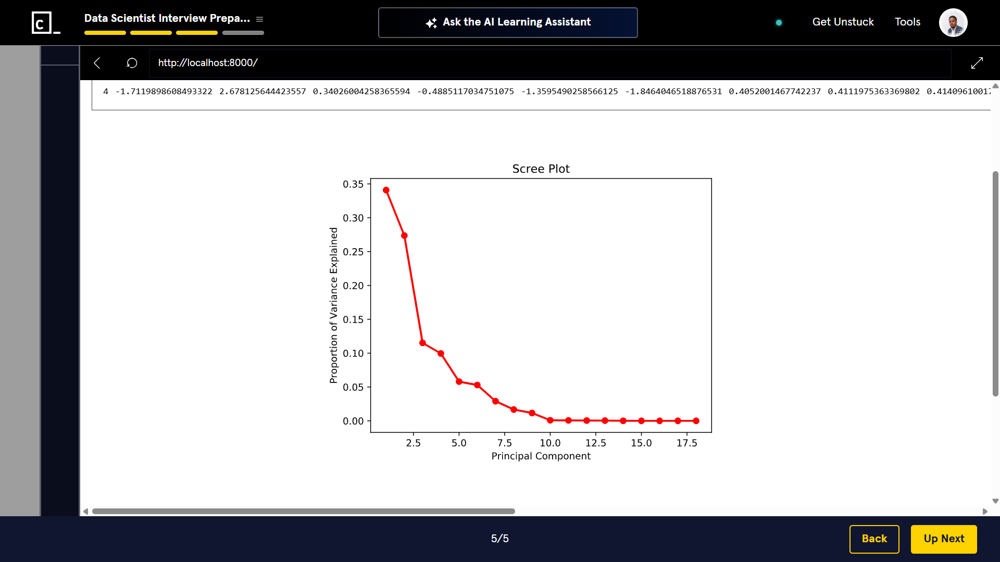 c_
Data Scientist Interview Prepa...
Ask the AI Learning Assistant
Get Unstuck
Tools
http://localhost:8000/
4 -1.7119898608493322 2.678125644423557 0.34026004258365594 -0.4885117034751075 -1.3595490258566125 -1.8464046518876531 0.4052001467742237 0.4111975363369802 0.41409610017
Scree Plot
Proportion of Variance Explained
0.35
0.30
0.25
0.20
0.15
0.10
0.05
0.00
2.5 5.0 7.5 10.0 12.5 15.0 17.5
Principal Component
5/5
Back
Up Next